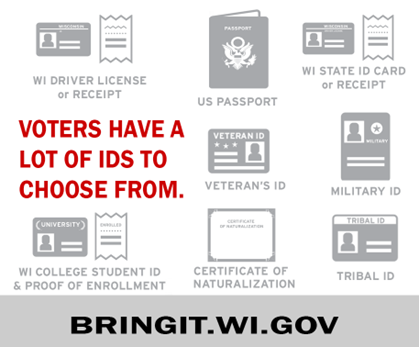 WISCONSIN
WI DRIVER LICENSE
or RECEIPT
PASSPORT
US PASSPORT
WISCONSIN
WI STATE ID CARD
or RECEIPT
VOTERS HAVE A
LOT OF IDS TO
CHOOSE FROM.
VETERAN ID
VETERAN'S ID
MILITARY
MILITARY ID
UNIVERSITY
ENROLLED
WI COLLEGE STUDENT ID
& PROOF OF ENROLLMENT
CERTIFICATE
OF NATURALIZATION
CERTIFICATE OF
NATURALIZATION
TRIBAL ID
TRIBAL ID
BRINGIT.WI.GOV